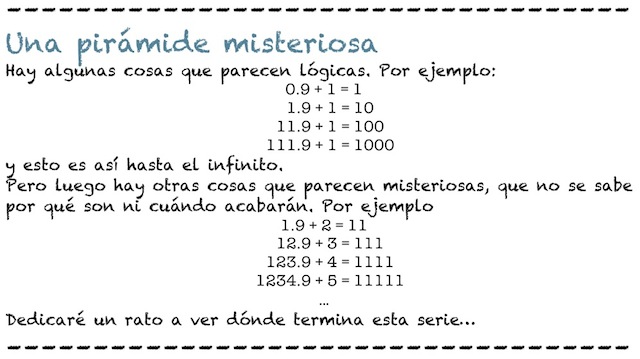 Una pirámide misteriosa
Hay algunas cosas que parecen lógicas. Por ejemplo:
0.9 + 1 = 1
1.9 + 1 = 10
11.9 + 1 = 100
111.9 + 1 = 1000
y esto es así hasta el infinito.
Pero luego hay otras cosas que parecen misteriosas, que no se sabe
por qué son ni cuándo acabarán. Por ejemplo
1.9 + 2 = 11
12.9 + 3 = 111
123.9 + 4 = 1111
1234.9 + 5 = 11111
...
Dedicaré un rato a ver dónde termina esta serie...